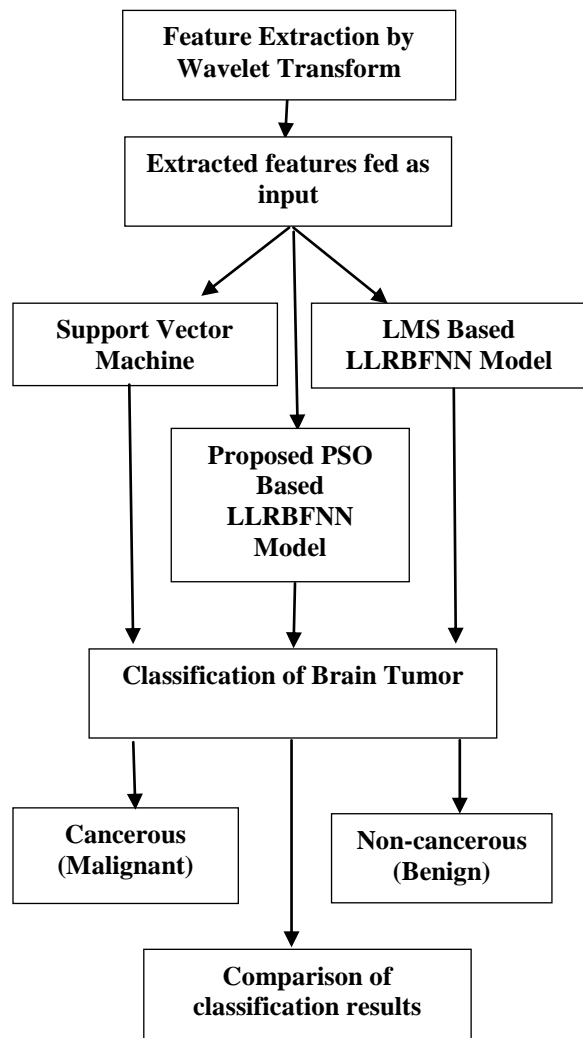 Feature Extraction by
Wavelet Transform
Extracted features fed as
input
Support Vector
Machine
LMS Based
LLRBFNN Model
Proposed PSO
Based
LLRBFNN
Model
Classification of Brain Tumor
Cancerous
(Malignant)
Non-cancerous
(Benign)
Comparison of
classification results